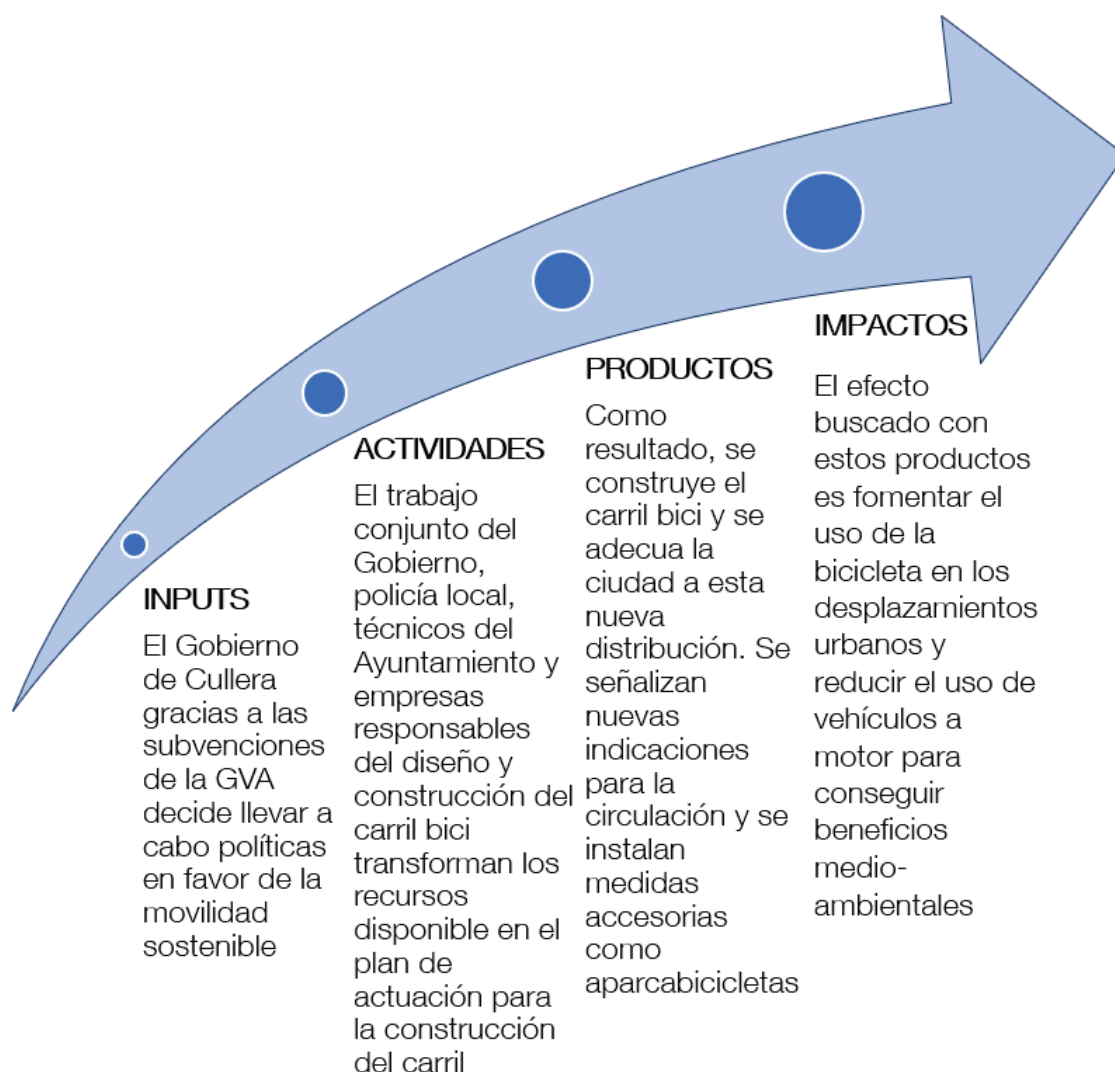 INPUTS
El Gobierno
de Cullera
gracias a las
subvenciones
de la GVA
decide llevar a
cabo políticas
en favor de la
movilidad
sostenible
ACTIVIDADES
El trabajo
conjunto del
Gobierno,
policía local,
técnicos del
Ayuntamiento y
empresas
responsables
del diseño y
construcción del
carril bici
transforman los
recursos
disponible en el
plan de
actuación para
la construcción
del carril
PRODUCTOS
Como
resultado, se
construye el
carril bici y se
adecua la
ciudad a esta
nueva
distribución. Se
señalizan
nuevas
indicaciones
para la
circulación y se
instalan
medidas
accesorias
como
aparcabicicletas
IMPACTOS
El efecto
buscado con
estos productos
es fomentar el
uso de la
bicicleta en los
desplazamientos
urbanos y
reducir el uso de
vehículos a
motor para
conseguir
beneficios
medio-
ambientales